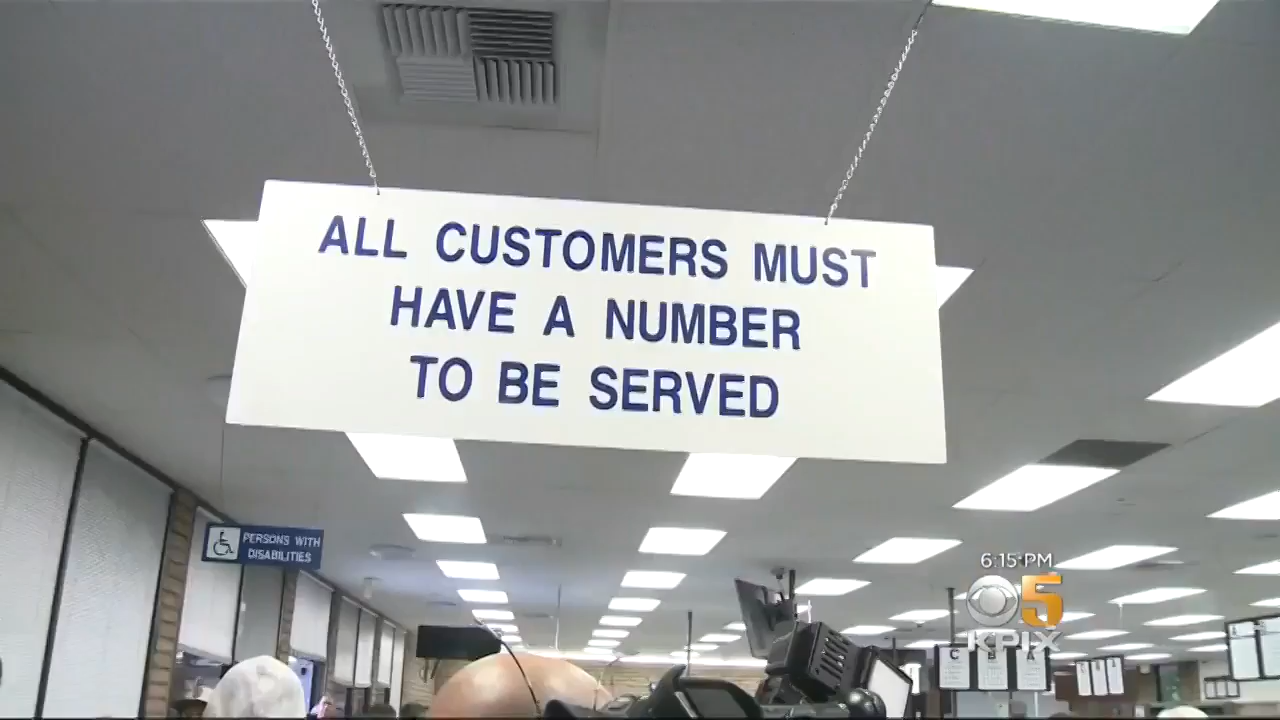 ALL CUSTOMERS MUST
HAVE A NUMBER
TO BE SERVED
PERSONS WITH
DISABILITIES
6:15 PM
5
KPIX
C B A